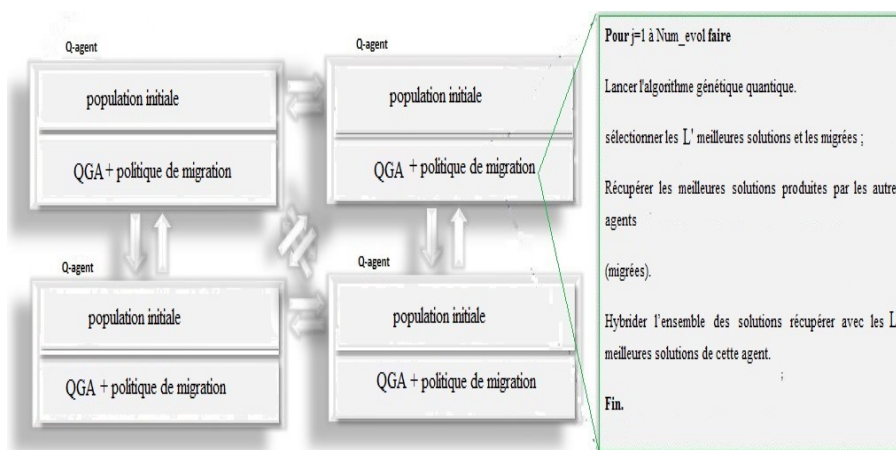 Q-agent
population initiale
QGA + politique de migration
Q-agent
population initiale
QGA + politique de migration
Q-agent
population initiale
QGA + politique de migration
Q-agent
population initiale
QGA + politique de migration
Pour j=1 à Num_evol faire
Lancer l'algorithme génétique quantique.
sélectionner les L' meilleures solutions et les migrées ;
Récupérer les meilleures solutions produites par les autre
agents
(migrées).
Hybrider l'ensemble des solutions récupérer avec les L
meilleures solutions de cette agent.
;
Fin.